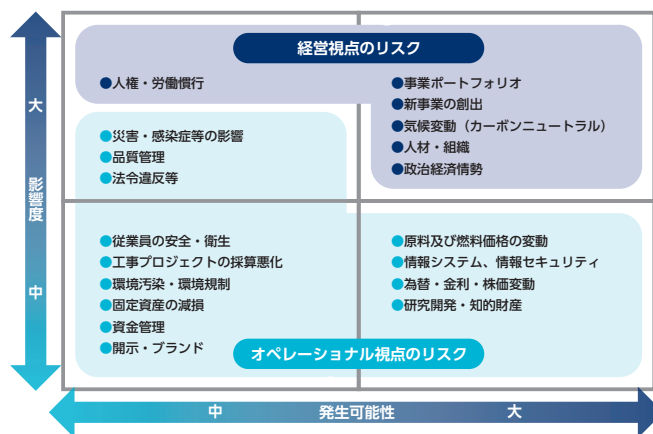 経営視点のリスク
●人権・労働慣行
●事業ポートフォリオ
●新事業の創出
●気候変動（カーボンニュートラル）
●人材・組織
●政治経済情勢
●災害・感染症等の影響
●品質管理
●法令違反等
●従業員の安全・衛生
●工事プロジェクトの採算悪化
●環境汚染・環境規制
●固定資産の減損
●資金管理
●開示・ブランド
●原料及び燃料価格の変動
●情報システム、情報セキュリティ
●為替・金利・株価変動
●研究開発・知的財産
オペレーショナル視点のリスク
大
影響度
中
中 発生可能性 大